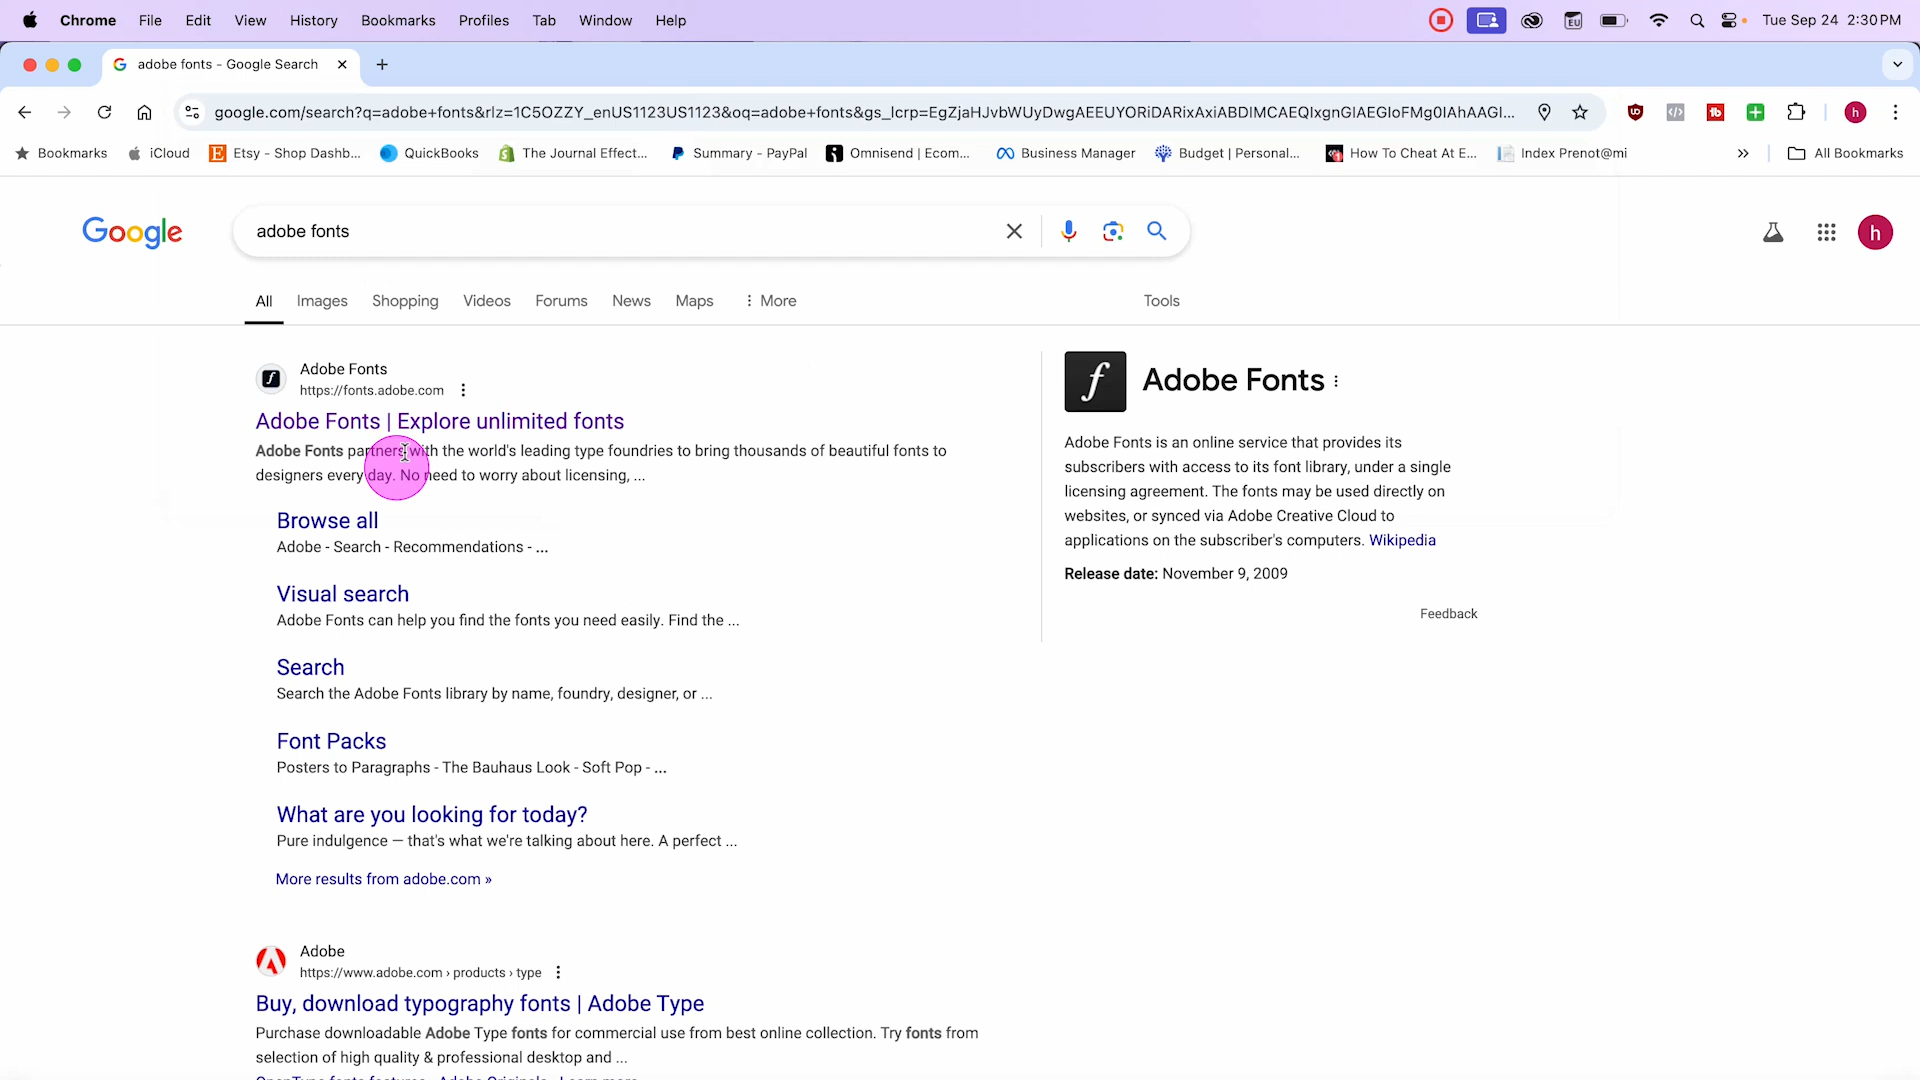 Chrome File Edit View History Bookmarks Profiles Tab Window Help
EU
Tue Sep 24 2:30 PM
adobe fonts - Google Search
google.com/search?q=adobe+fonts&rlz=1C5OZZY_enUS1123US1123&oq=adobe+fonts&gs_lcrp=
Bookmarks iCloud Etsy - Shop Dashb... QuickBooks The Journal Effect... Summary - PayPal Omnisend | Ecom... Business Manager Budget | Personal... How To Cheat At E... Index Prenot@mi All Bookmarks
Google
adobe fonts
h
All Images Shopping Videos Forums News Maps More Tools
Adobe Fonts
https://fonts.adobe.com
Adobe Fonts | Explore unlimited fonts
Adobe Fonts partners with the world's leading type foundries to bring thousands of beautiful fonts to
designers every day. No need to worry about licensing, ...
Browse all
Adobe - Search - Recommendations - ...
Visual search
Adobe Fonts can help you find the fonts you need easily. Find the ...
Search
Search the Adobe Fonts library by name, foundry, designer, or ...
Font Packs
Posters to Paragraphs - The Bauhaus Look - Soft Pop - ...
What are you looking for today?
Pure indulgence — that's what we're talking about here. A perfect ...
More results from adobe.com »
Adobe
https://www.adobe.com › products › type
Buy, download typography fonts | Adobe Type
Purchase downloadable Adobe Type fonts for commercial use from best online collection. Try fonts from
selection of high quality & professional desktop and ...
Adobe Fonts
Adobe Fonts is an online service that provides its
subscribers with access to its font library, under a single
licensing agreement. The fonts may be used directly on
websites, or synced via Adobe Creative Cloud to
applications on the subscriber's computers. Wikipedia
Release date: November 9, 2009
Feedback